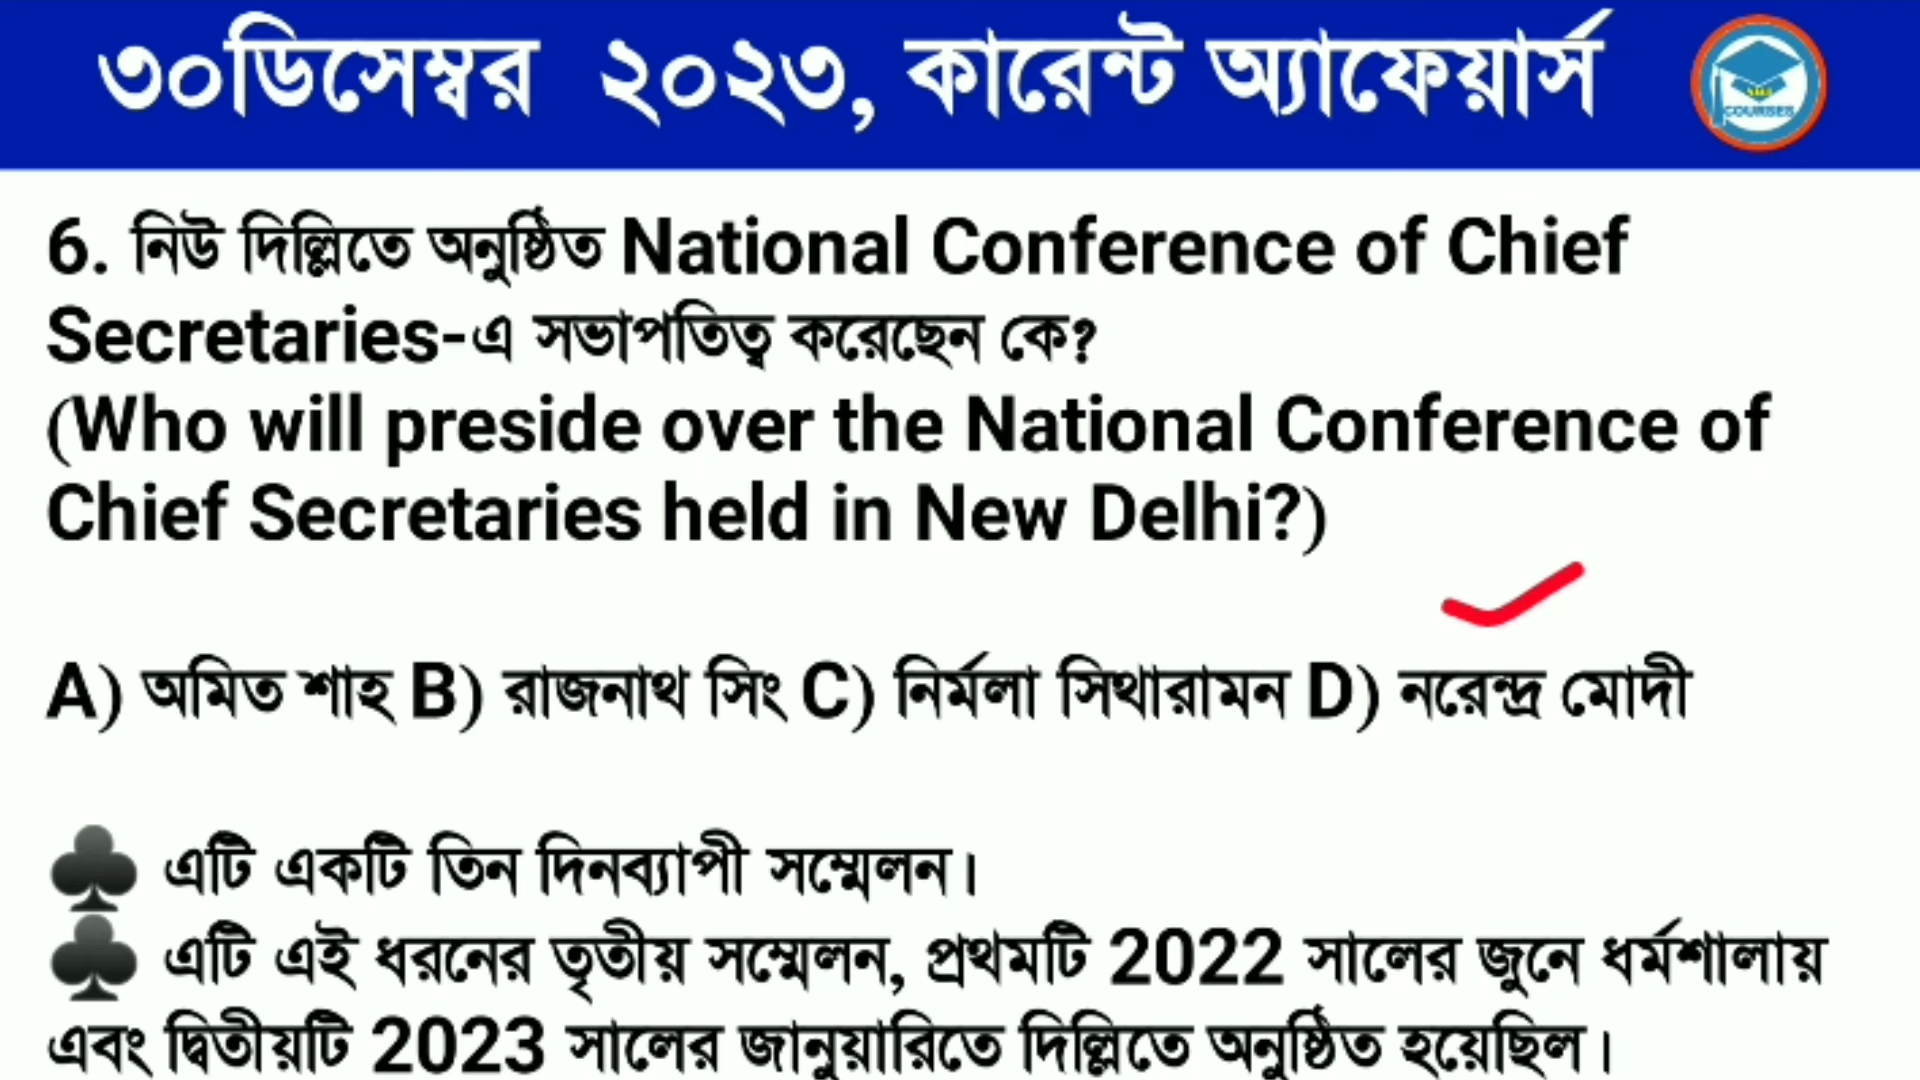 ৩০ডিসেম্বর ২০২৩, কারেন্ট অ্যাফেয়ার্স
COURSES
6. নিউ দিল্লিতে অনুষ্ঠিত National Conference of Chief
Secretaries-এ সভাপতিত্ব করেছেন কে?
(Who will preside over the National Conference of
Chief Secretaries held in New Delhi?)
A) অমিত শাহ B) রাজনাথ সিং C) নির্মলা সিথারামন D) নরেন্দ্র মোদী
এটি একটি তিন দিনব্যাপী সম্মেলন।
এটি এই ধরনের তৃতীয় সম্মেলন, প্রথমটি 2022 সালের জুনে ধর্মশালায়
এবং দ্বিতীয়টি 2023 সালের জানুয়ারিতে দিল্লিতে অনুষ্ঠিত হয়েছিল।